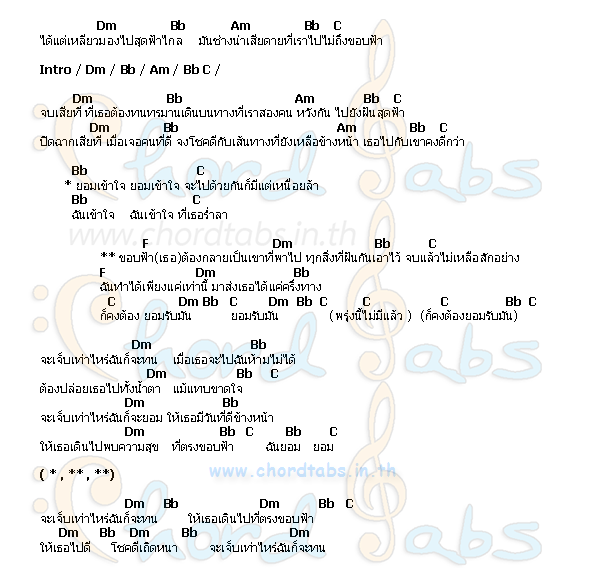 Dm Bb Am Bb C
ได้แต่เหลียวมองไปสุดฟ้าไกล มันช่างน่าเสียดายที่เราไปไม่ถึงขอบฟ้า
Intro / Dm / Bb / Am / Bb C /
Dm Bb Am Bb C
จบเสียที ที่เธอต้องทนทรมานเดินบนทางที่เราสองคน หวังกัน ไปยังฝันสุดฟ้า
Dm Bb Am Bb C
ปิดฉากเสียที เมื่อเจอคนที่ดี จงโชคดีกับเส้นทางที่ยังเหลือข้างหน้า เธอไปกับเขาคงดีกว่า
Bb C
* ยอมเข้าใจ ยอมเข้าใจ จะไปด้วยกันก็มีแต่เหนื่อยล้า
Bb C
ฉันเข้าใจ ฉันเข้าใจ ที่เธอร่ำลา
www.chordtabs.in.th
F Dm Bb C
** ขอบฟ้า(เธอ)ต้องกลายเป็นเขาที่พาไป ทุกสิ่งที่ฝันกันเอาไว้ จบแล้วไม่เหลือสักอย่าง
F Dm Bb
ฉันทำได้เพียงแค่เท่านี้ มาส่งเธอได้แค่ครึ่งทาง
C Dm Bb C Dm Bb C C C Bb C
ก็คงต้อง ยอมรับมัน ยอมรับมัน (พรุ่งนี้ไม่มีแล้ว ) (ก็คงต้องยอมรับมัน)
Dm Bb
จะเจ็บเท่าไหร่ฉันก็จะทน เมื่อเธอจะไปฉันห้ามไม่ได้
Dm Bb C
ต้องปล่อยเธอไปทั้งน้ำตา แม้แทบขาดใจ
Dm Bb
จะเจ็บเท่าไหร่ฉันก็จะยอม ให้เธอมีวันที่ดีข้างหน้า
Dm Bb C Bb C
ให้เธอเดินไปพบความสุข ที่ตรงขอบฟ้า ฉันยอม ยอม
www.chordtabs.in.th
( *, **, **)
Dm Bb Dm Bb C
จะเจ็บเท่าไหร่ฉันก็จะทน ให้เธอเดินไปที่ตรงขอบฟ้า
Dm Bb Dm Bb Dm
ให้เธอไปดี โชคดีเถิดหนา จะเจ็บเท่าไหร่ฉันก็จะทน